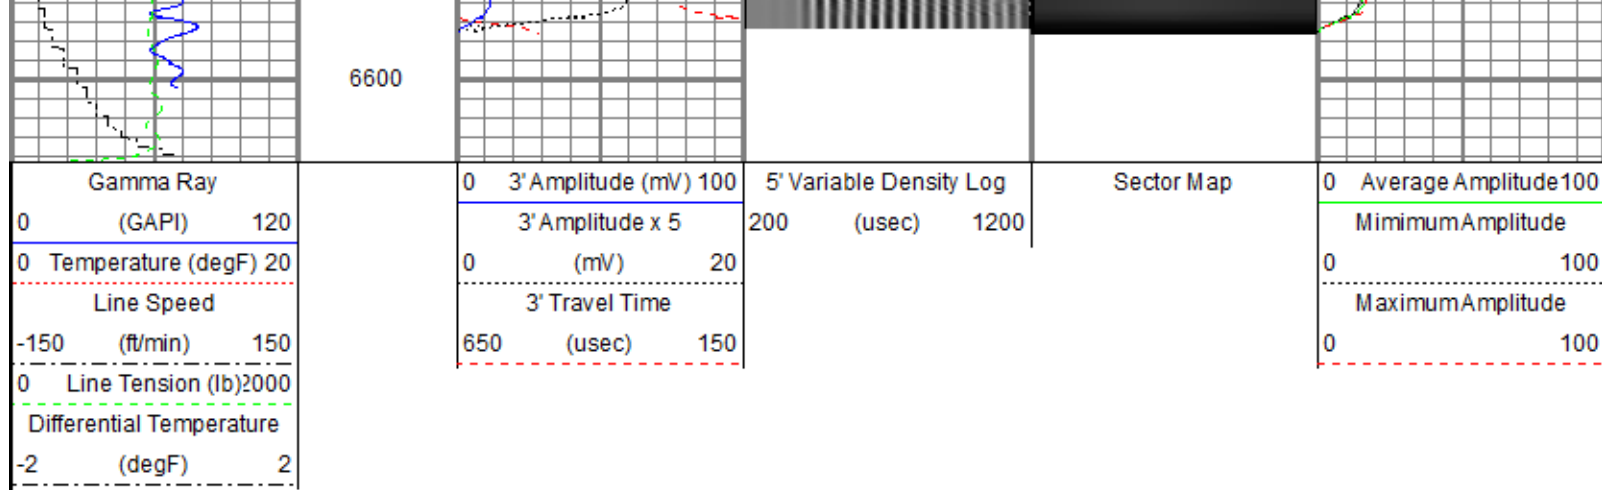 6600
Gamma Ray
0 (GAPI) 120
0 Temperature (degF) 20
Line Speed
-150 (ft/min) 150
0 Line Tension (lb) 2000
Differential Temperature
-2 (degF) 2
0 3' Amplitude (mV) 100
3' Amplitude x 5
0 (mV) 20
3' Travel Time
650 (usec) 150
5' Variable Density Log
200 (usec) 1200
Sector Map
0 Average Amplitude 100
Mimimum Amplitude
0 100
Maximum Amplitude
0 100